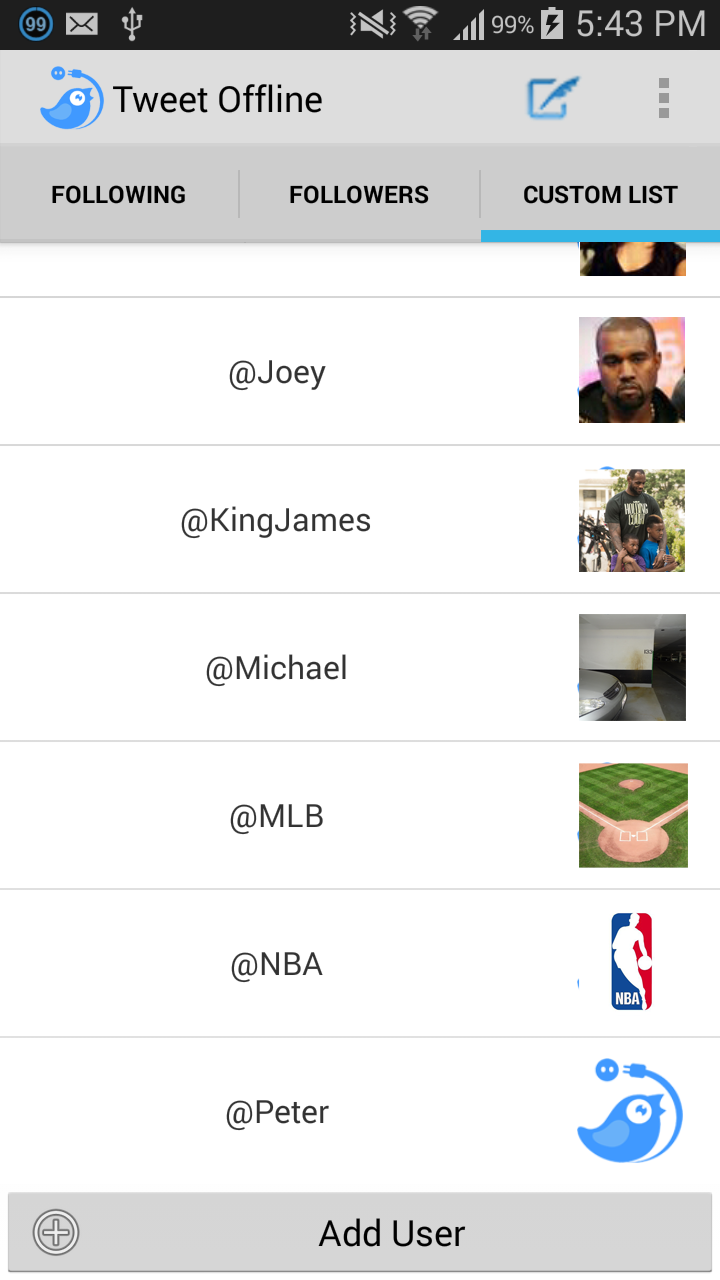 99
99%
5:43 PM
Tweet Offline
FOLLOWING
FOLLOWERS
CUSTOM LIST
@Joey
@KingJames
@Michael
@MLB
@NBA
NBA
@Peter
Add User